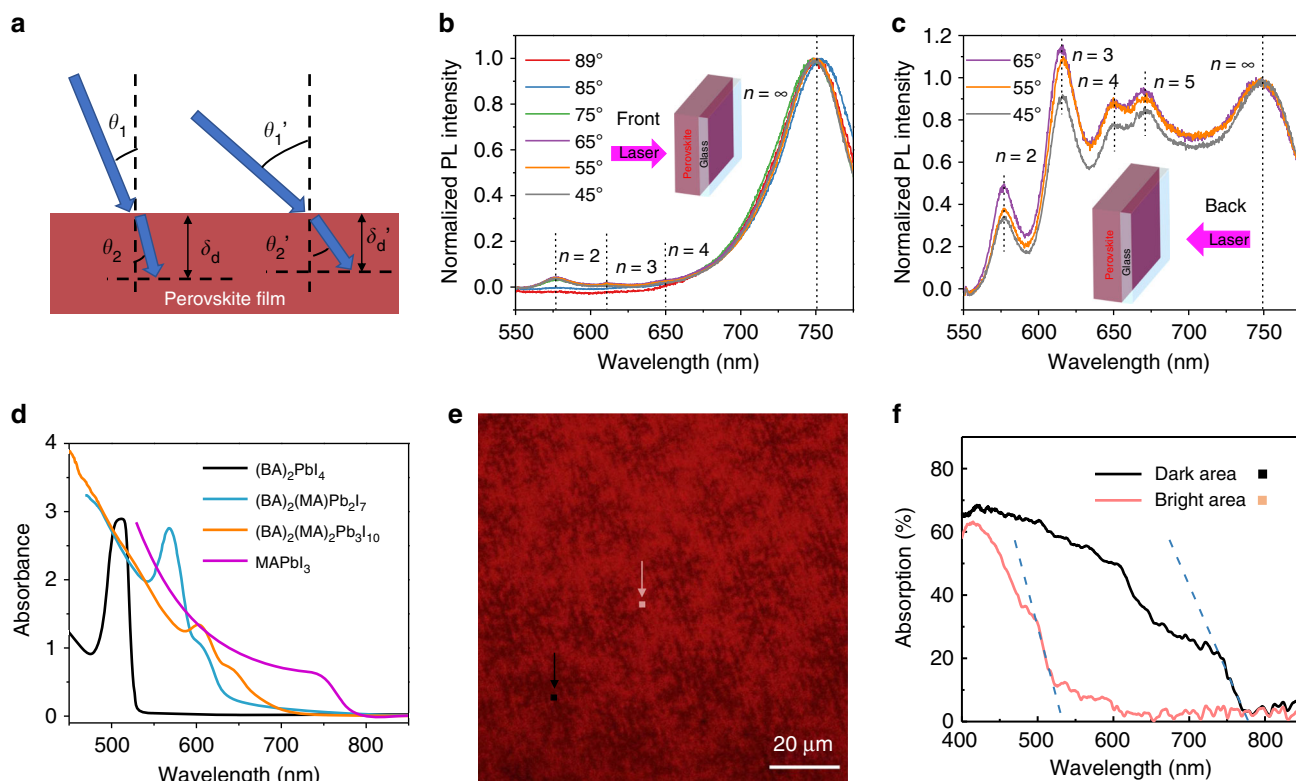 a
θ₁
θ₁'
θ₂
δ_d
θ₂'
δ_d'
Perovskite film
b
Normalized PL intensity
1.0
0.8
0.6
0.4
0.2
0.0
89°
85°
75°
65°
55°
45°
n = ∞
Front
Laser
Perovskite
Glass
n = 2
n = 3
n = 4
550 600 650 700 750
Wavelength (nm)
c
Normalized PL intensity
1.2
1.0
0.8
0.6
0.4
0.2
0.0
65°
55°
45°
n = 3
n = 4
n = 5
n = ∞
n = 2
Perovskite
Glass
Back
Laser
550 600 650 700 750
Wavelength (nm)
d
Absorbance
4
3
2
1
0
(BA)₂PbI₄
(BA)₂(MA)Pb₂I₇
(BA)₂(MA)₂Pb₃I₁₀
MAPbI₃
500 600 700 800
Wavelength (nm)
e
20 μm
f
Absorption (%)
80
60
40
20
0
Dark area
Bright area
400 500 600 700 800
Wavelength (nm)